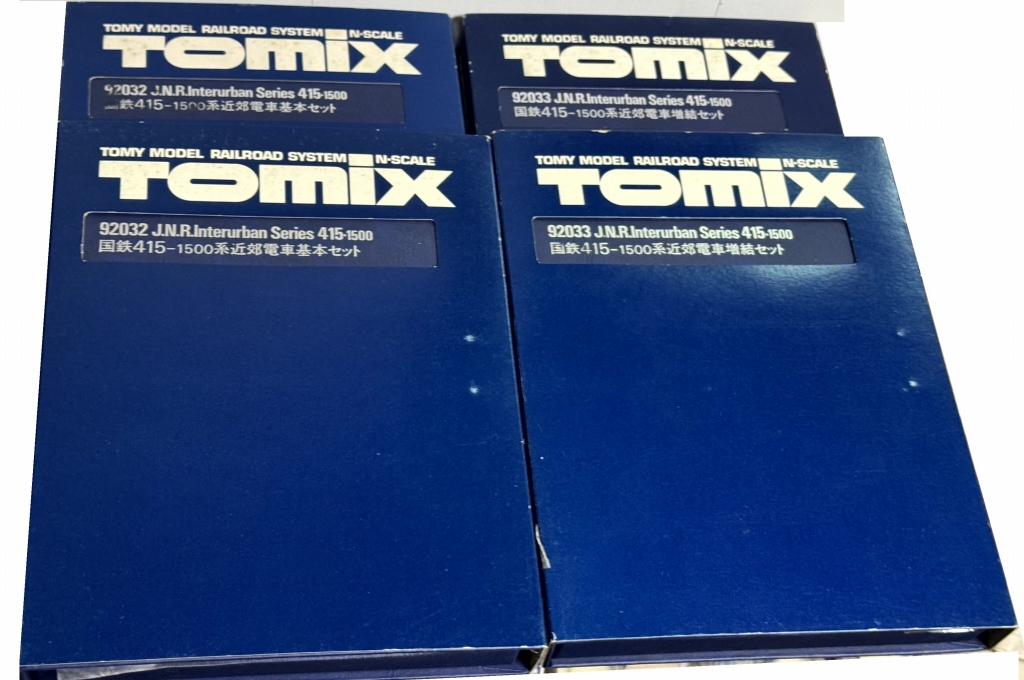 TOMY MODEL RAILROAD SYSTEM N-SCALE
TOMIX
92032 J.N.R.Interurban Series 415-1500
鉄415-1500系近郊電車基本セット
TOMY MODEL RAILROAD SYSTEM N-SCALE
TOMIX
92033 J.N.R.Interurban Series 415-1500
国鉄415-1500系近郊電車増結セット
TOMY MODEL RAILROAD SYSTEM N-SCALE
TOMIX
92032 J.N.R.Interurban Series 415-1500
国鉄415-1500系近郊電車基本セット
TOMY MODEL RAILROAD SYSTEM N-SCALE
TOMIX
92033 J.N.R.Interurban Series 415-1500
国鉄415-1500系近郊電車増結セット